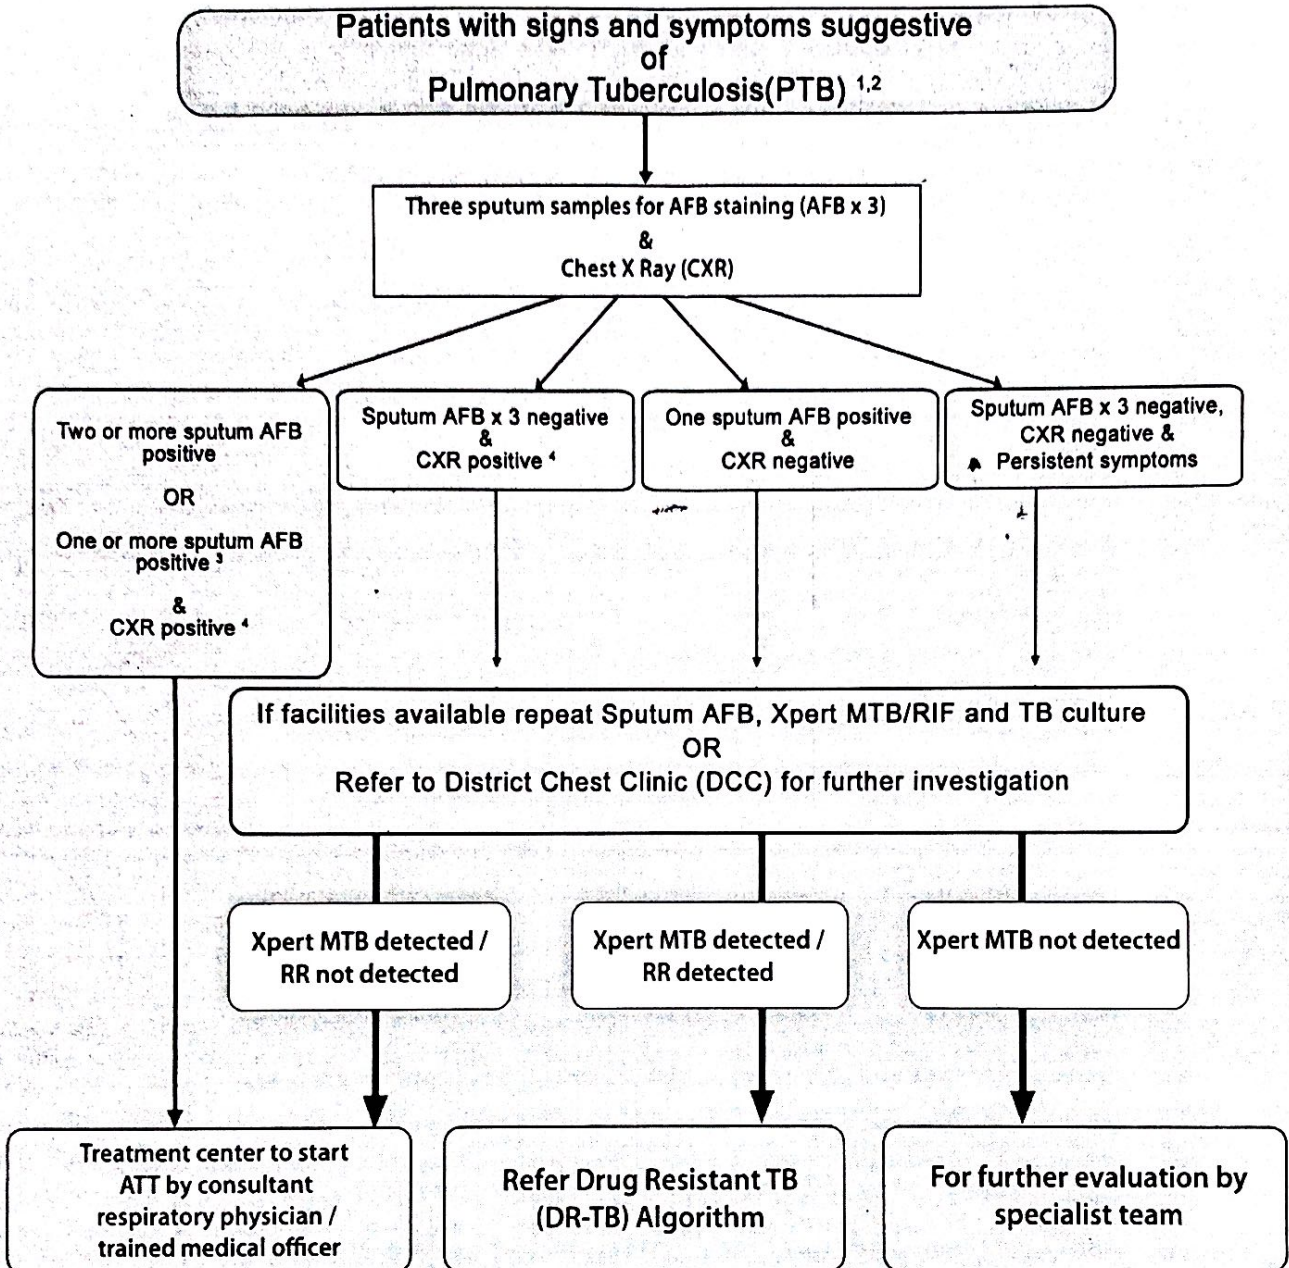 Patients with signs and symptoms suggestive
of
Pulmonary Tuberculosis(PTB) 1,2
Three sputum samples for AFB staining (AFB x 3)
&
Chest X Ray (CXR)
Two or more sputum AFB
positive
OR
One or more sputum AFB
positive 3
&
CXR positive 4
Sputum AFB x 3 negative
&
CXR positive 4
One sputum AFB positive
&
CXR negative
Sputum AFB x 3 negative,
CXR negative &
Persistent symptoms
If facilities available repeat Sputum AFB, Xpert MTB/RIF and TB culture
OR
Refer to District Chest Clinic (DCC) for further investigation
Xpert MTB detected /
RR not detected
Xpert MTB detected /
RR detected
Xpert MTB not detected
Treatment center to start
ATT by consultant
respiratory physician /
trained medical officer
Refer Drug Resistant TB
(DR-TB) Algorithm
For further evaluation by
specialist team